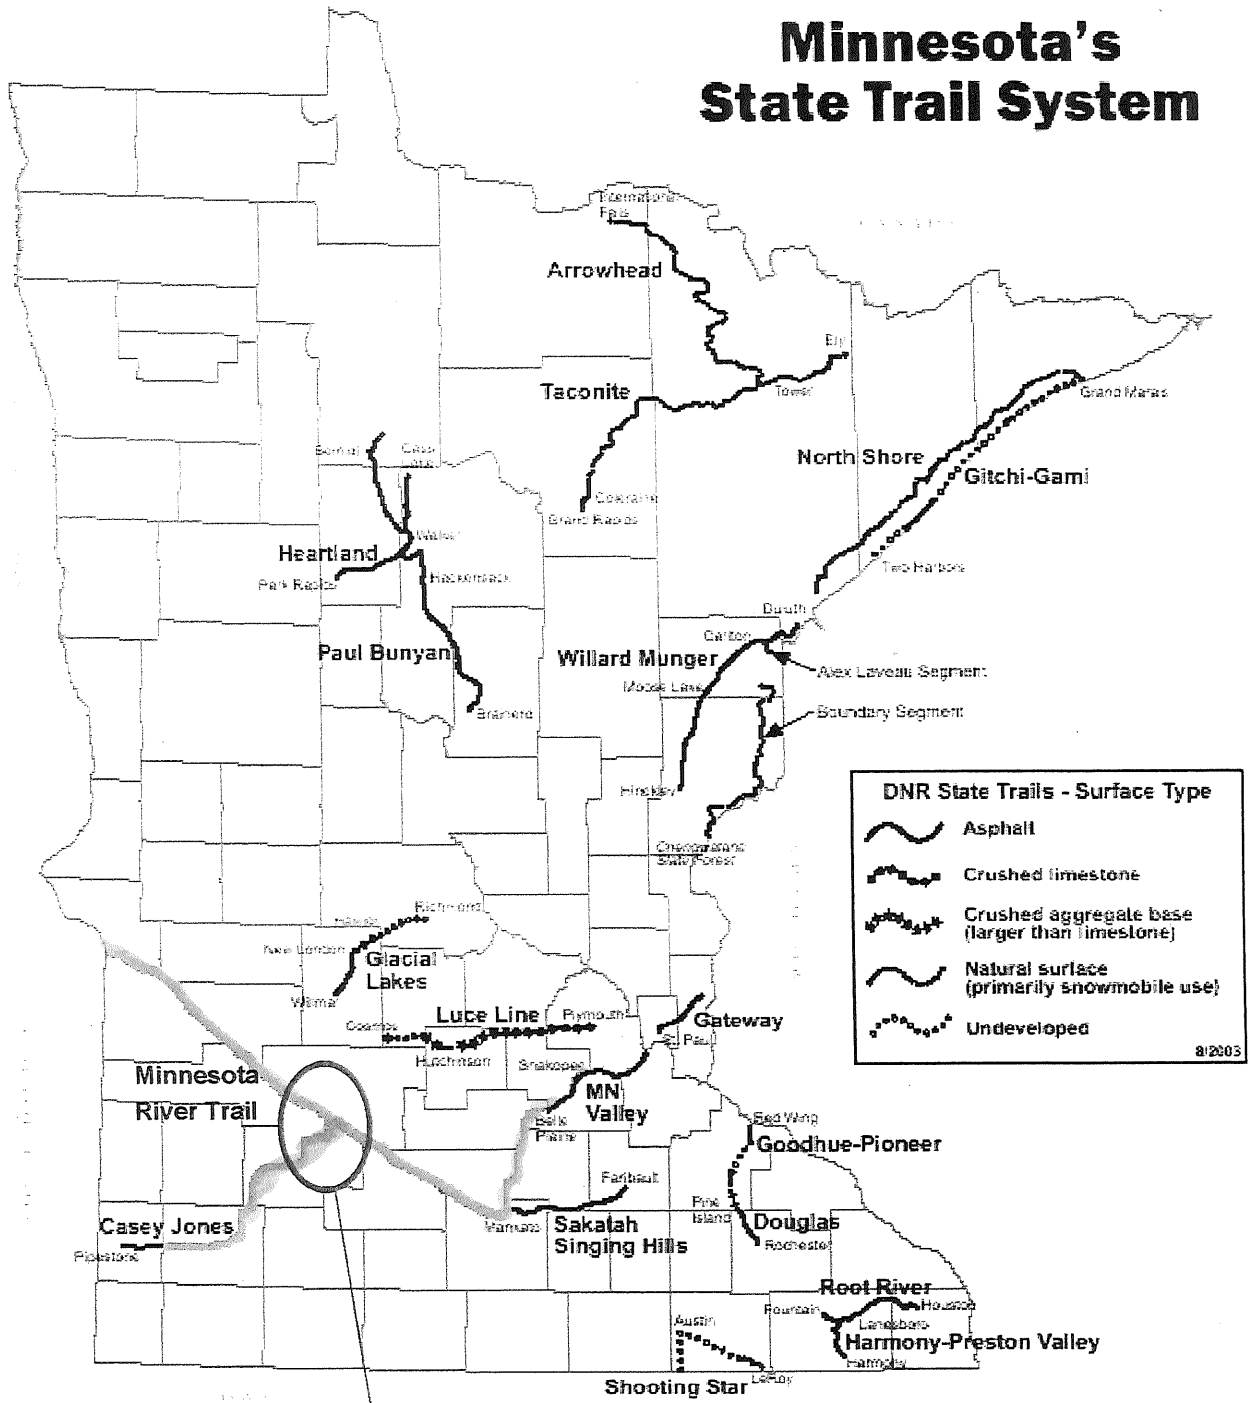 Minnesota's
State Trail System
International
Falls
Arrowhead
Ely
Taconite
Tower
Grand Marais
Bemidji
Cass
Lake
North Shore
Gitchi-Gami
Coleraine
Grand Rapids
Walker
Heartland
Park Rapids
Hackensack
Two Harbors
Duluth
Carlton
Paul Bunyan
Willard Munger
Alex Laveau Segment
Moose Lake
Brainerd
Boundary Segment
Hinckley
DNR State Trails - Surface Type
Asphalt
Crushed limestone
Crushed aggregate base
(larger than limestone)
Natural surface
(primarily snowmobile use)
Undeveloped
8/2003
Chengwatana
State Forest
Richmond
Hawick
New London
Glacial
Lakes
Willmar
Luce Line
Plymouth
Cosmos
Hutchinson
Gateway
St. Paul
Shakopee
Minnesota
River Trail
MN
Valley
Belle
Plaine
Red Wing
Goodhue-Pioneer
Faribault
Pine
Island
Casey Jones
Pipestone
Mankato
Sakatah
Singing Hills
Douglas
Rochester
Root River
Fountain
Houston
Lanesboro
Austin
Harmony-Preston Valley
Harmony
LeRoy
Shooting Star